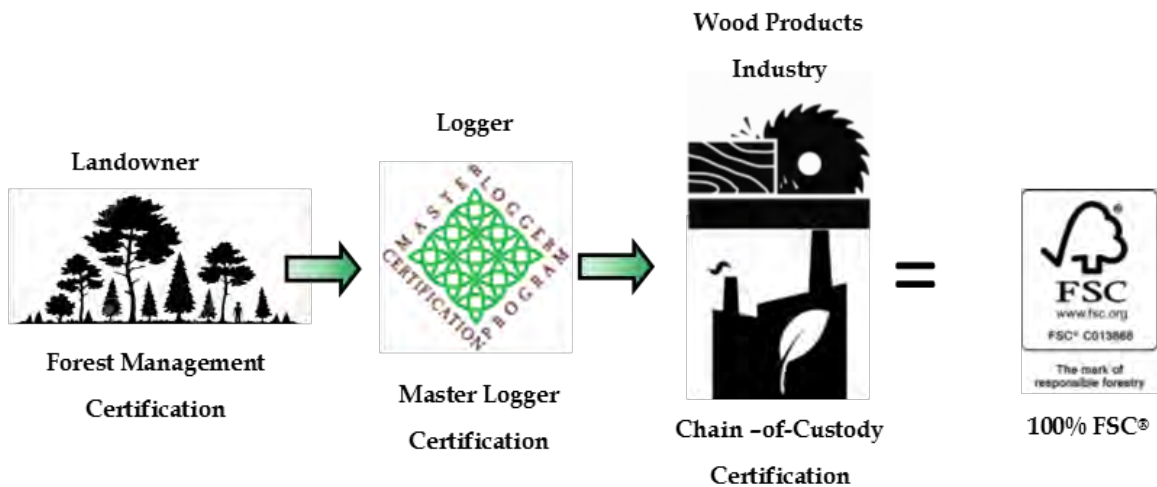 Landowner
Forest Management
Certification
Logger
MASTER LOGGER
CERTIFICATION PROGRAM
Master Logger
Certification
Wood Products
Industry
Chain –of-Custody
Certification
=
®
FSC
www.fsc.org
FSC® C013868
The mark of
responsible forestry
100% FSC®